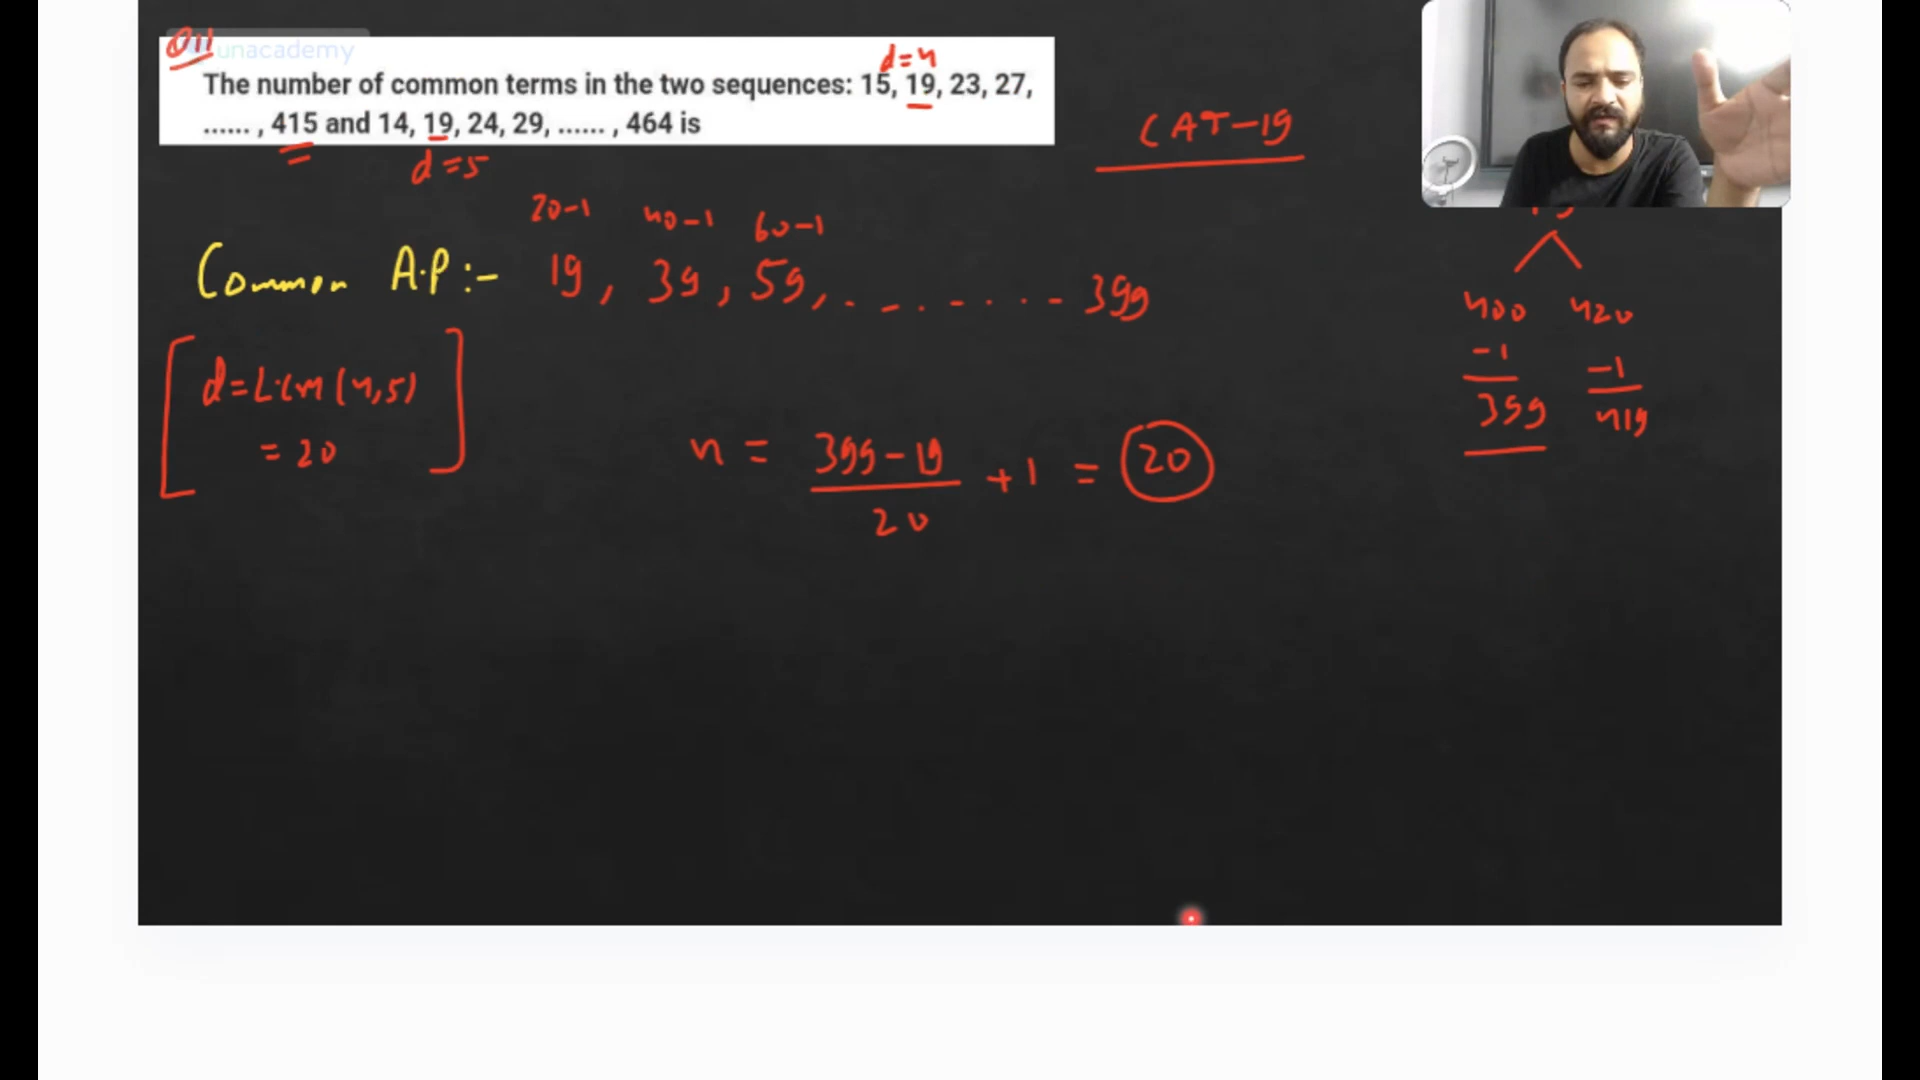 Q11
unacademy
d=4
The number of common terms in the two sequences: 15, 19, 23, 27,
...... , 415 and 14, 19, 24, 29, ...... , 464 is
d=5
CAT-19
20-1 40-1 60-1
Common A.P:- 19, 39, 59, . - . - . . . - 399
d = L.C.M (4,5)
= 20
n = 399-19 / 20 + 1 = 20
400 420
-1 -1
399 419